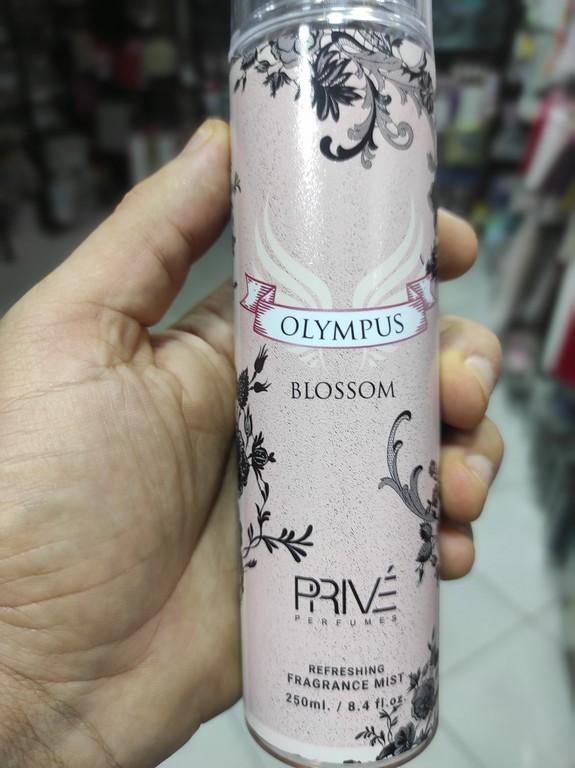 OLYMPUS
BLOSSOM
PRIVÉ
PERFUMES
REFRESHING
FRAGRANCE MIST
250ml. / 8.4 fl.oz.